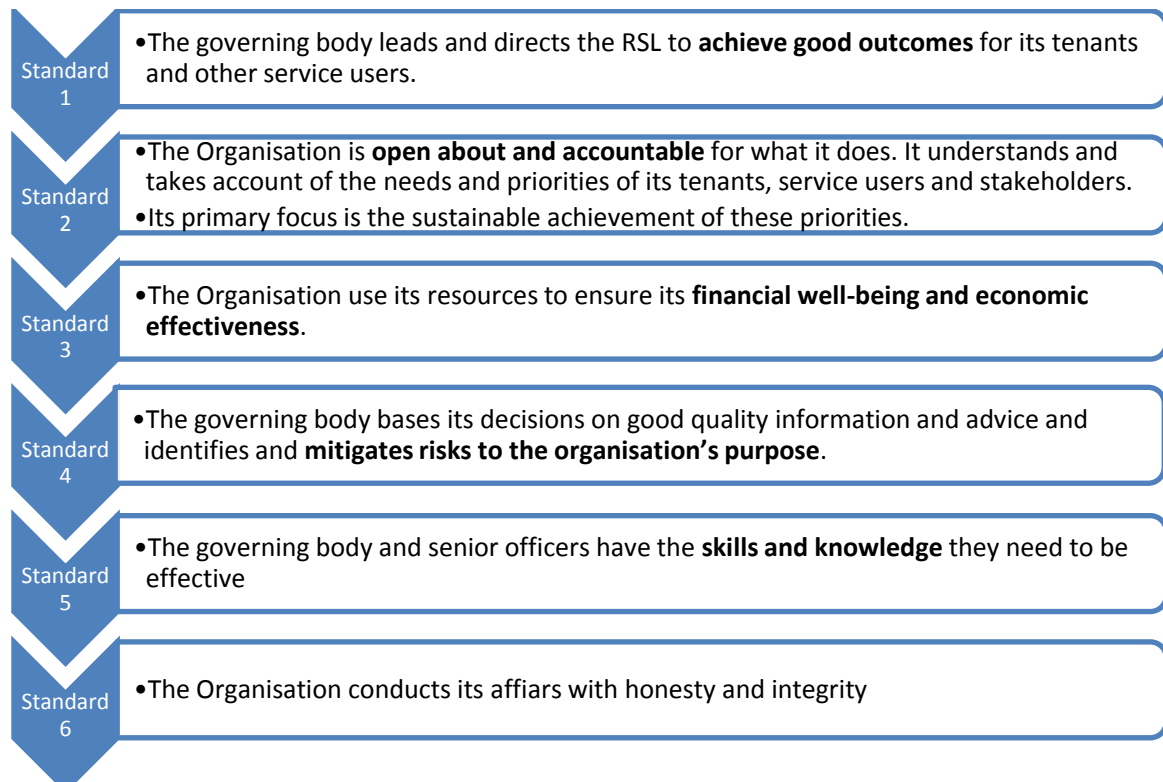 Standard
1
•The governing body leads and directs the RSL to achieve good outcomes for its tenants
and other service users.
Standard
2
•The Organisation is open about and accountable for what it does. It understands and
takes account of the needs and priorities of its tenants, service users and stakeholders.
•Its primary focus is the sustainable achievement of these priorities.
Standard
3
•The Organisation use its resources to ensure its financial well-being and economic
effectiveness.
Standard
4
•The governing body bases its decisions on good quality information and advice and
identifies and mitigates risks to the organisation’s purpose.
Standard
5
•The governing body and senior officers have the skills and knowledge they need to be
effective
Standard
6
•The Organisation conducts its affiars with honesty and integrity